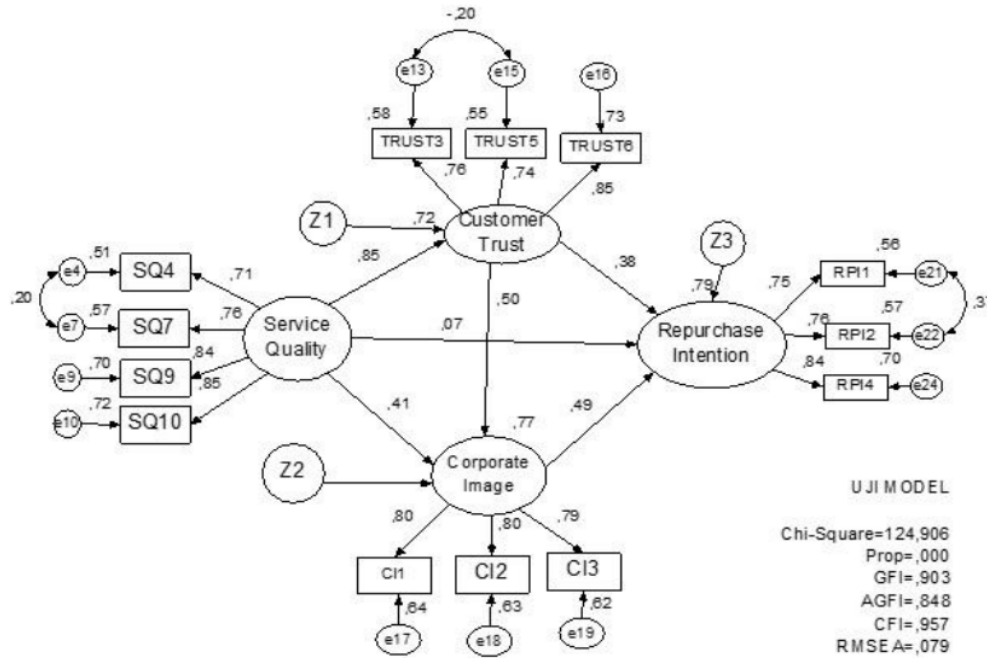 -,20
e13
e15
e16
,58
,55
,73
TRUST3
TRUST5
TRUST6
,76
,74
,85
Z1
,72
Customer
Trust
Z3
,51
e4
SQ4
,71
,85
,38
,79
,75
,56
RPI1
e21
,20
e7
,57
SQ7
,76
Service
Quality
,50
,07
Repurchase
Intention
,76
,57
RPI2
e22
,37
e9
,70
SQ9
,84
,84
,70
RPI4
e24
e10
,72
SQ10
,85
,41
,49
,77
Z2
Corporate
Image
,80
,80
,79
CI1
CI2
CI3
,64
,63
,62
e17
e18
e19
UJI MODEL
Chi-Square=124,906
Prop=,000
GFI=,903
AGFI=,848
CFI=,957
RMSEA=,079